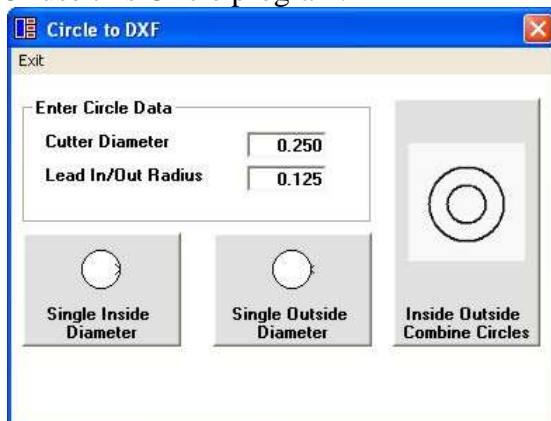 Circle to DXF
Exit
Enter Circle Data
Cutter Diameter 0.250
Lead In/Out Radius 0.125
Single Inside
Diameter
Single Outside
Diameter
Inside Outside
Combine Circles